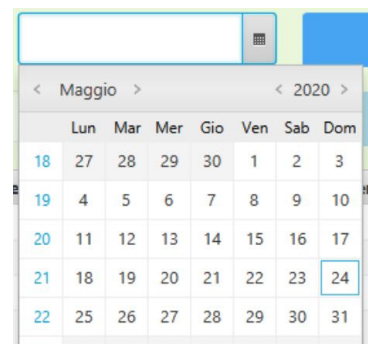 < Maggio > < 2020 >
Lun Mar Mer Gio Ven Sab Dom
18 27 28 29 30 1 2 3
19 4 5 6 7 8 9 10
20 11 12 13 14 15 16 17
21 18 19 20 21 22 23 24
22 25 26 27 28 29 30 31